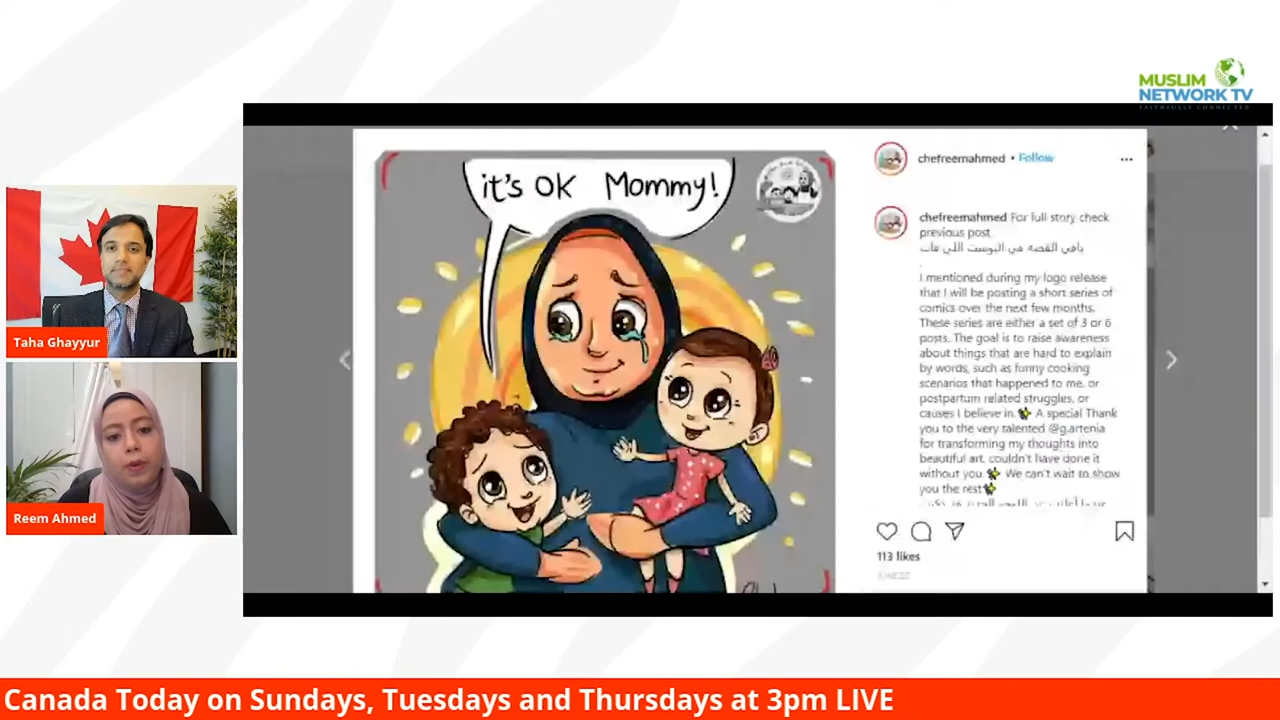 MUSLIM
NETWORK TV
FAITHFULLY CONNECTED
it's OK Mommy!
chefreemahmed • Follow
chefreemahmed For full story check
previous post
باقي القصه في البوست اللي فات
.
I mentioned during my logo release
that I will be posting a short series of
comics over the next few months.
These series are either a set of 3 or 6
posts. The goal is to raise awareness
about things that are hard to explain
by words, such as funny cooking
scenarios that happened to me, or
postpartum related struggles, or
causes I believe in.✨ A special Thank
you to the very talented @g.artenia
for transforming my thoughts into
beautiful art, couldn't have done it
without you ✨ We can't wait to show
you the rest✨
113 likes
Taha Ghayyur
Reem Ahmed
Canada Today on Sundays, Tuesdays and Thursdays at 3pm LIVE